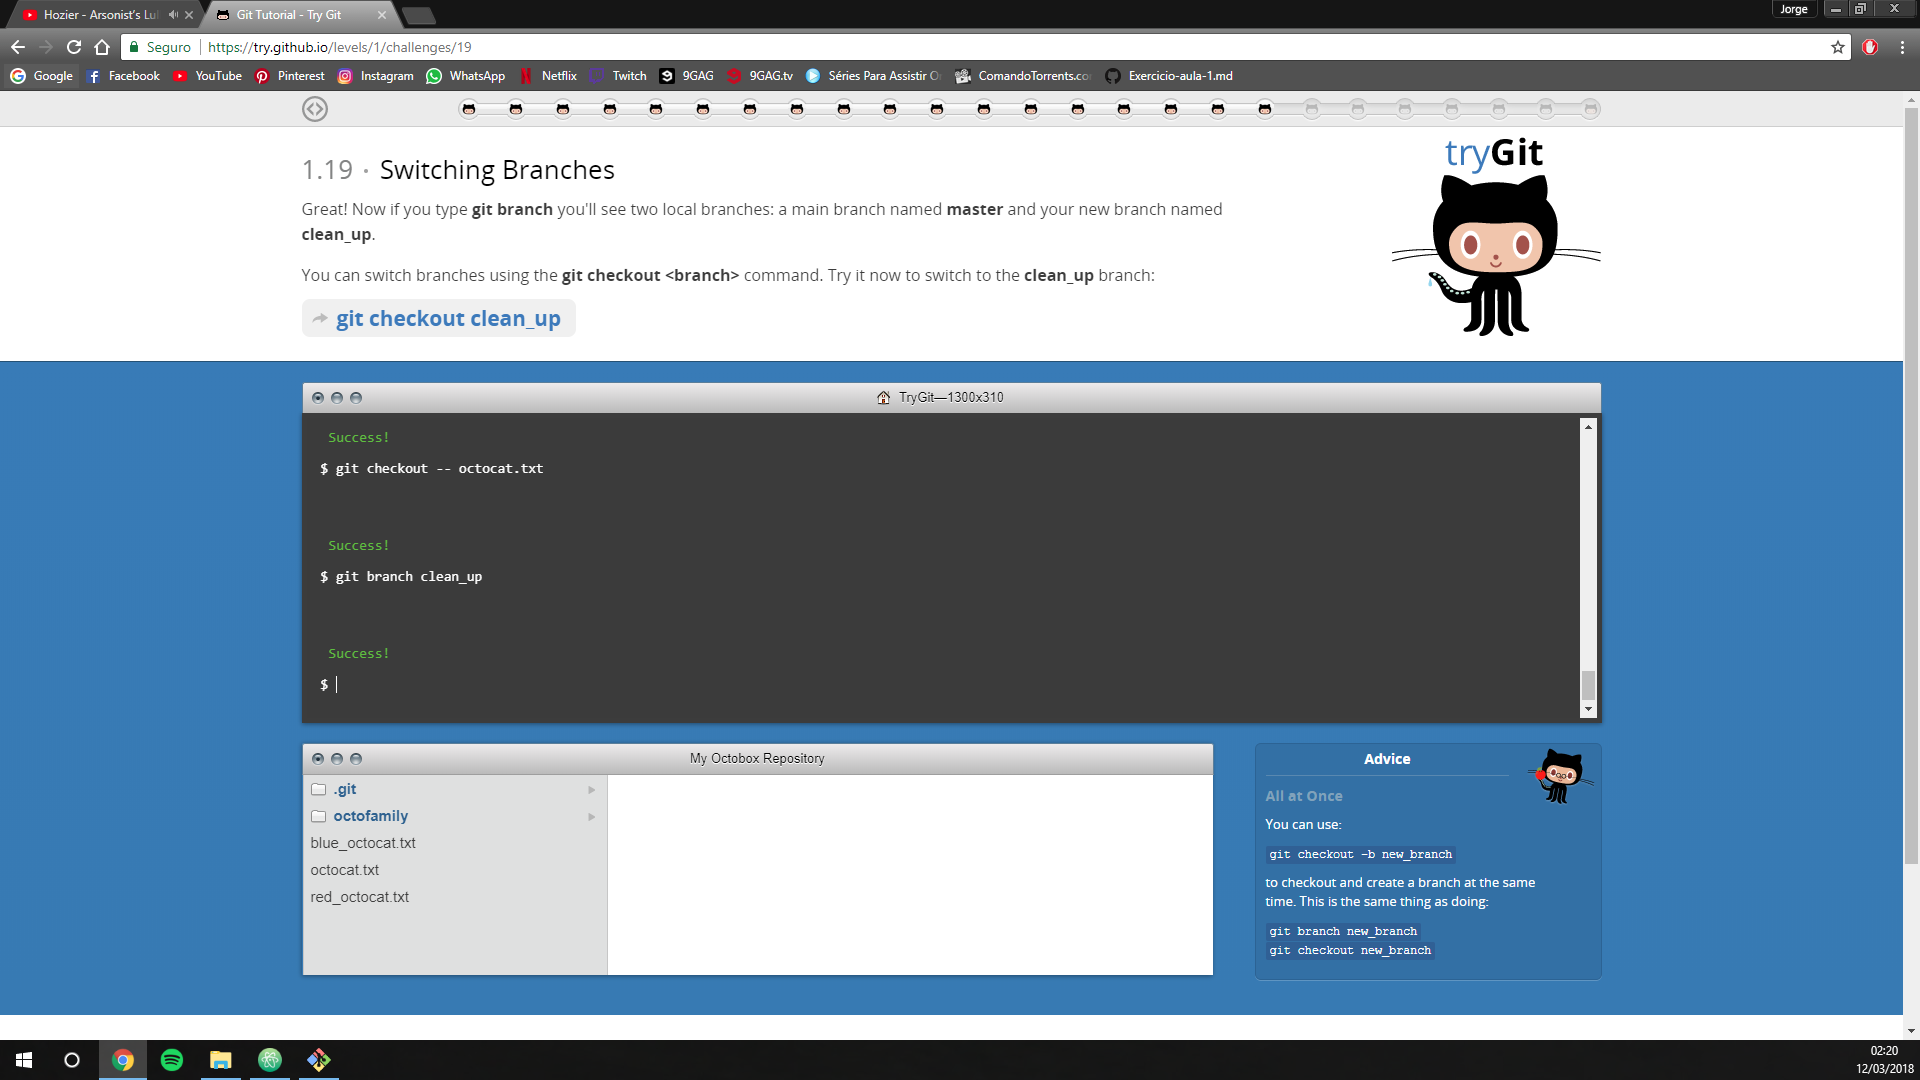 Hozier - Arsonist's Lul
Git Tutorial - Try Git
Jorge
Seguro
https://try.github.io/levels/1/challenges/19
Google
Facebook
YouTube
Pinterest
Instagram
WhatsApp
Netflix
Twitch
9GAG
9GAG.tv
Séries Para Assistir On
ComandoTorrents.co
Exercicio-aula-1.md
1.19 · Switching Branches
tryGit
Great! Now if you type git branch you'll see two local branches: a main branch named master and your new branch named
clean_up.
You can switch branches using the git checkout <branch> command. Try it now to switch to the clean_up branch:
git checkout clean_up
TryGit—1300x310
Success!
$ git checkout -- octocat.txt
Success!
$ git branch clean_up
Success!
$
My Octobox Repository
.git
octofamily
blue_octocat.txt
octocat.txt
red_octocat.txt
Advice
All at Once
You can use:
git checkout -b new_branch
to checkout and create a branch at the same
time. This is the same thing as doing:
git branch new_branch
git checkout new_branch
02:20
12/03/2018